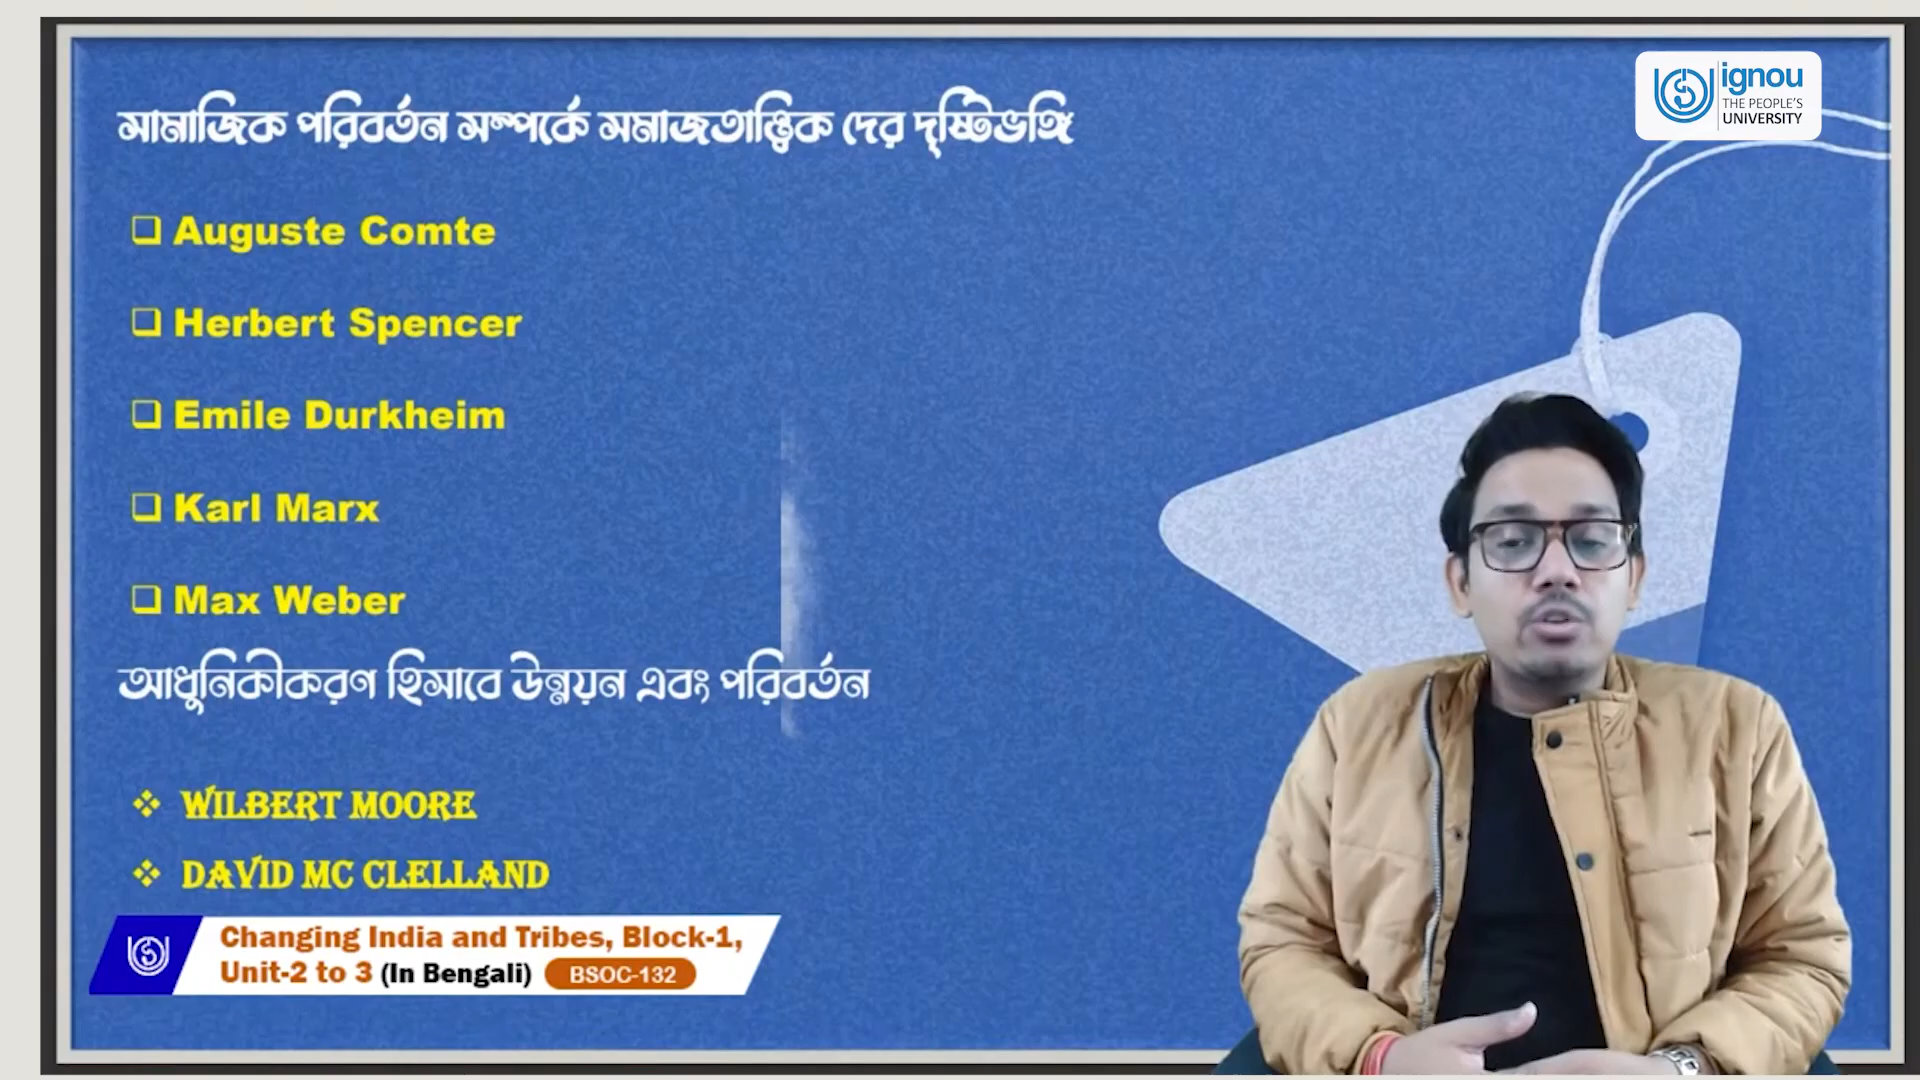 ignou
THE PEOPLE'S
UNIVERSITY
সামাজিক পরিবর্তন সম্পর্কে সমাজতাত্ত্বিক দের দৃষ্টিভঙ্গি
Auguste Comte
Herbert Spencer
Emile Durkheim
Karl Marx
Max Weber
আধুনিকীকরণ হিসাবে উন্নয়ন এবং পরিবর্তন
WILBERT MOORE
DAVID MC CLELLAND
Changing India and Tribes, Block-1,
Unit-2 to 3 (In Bengali) BSOC-132